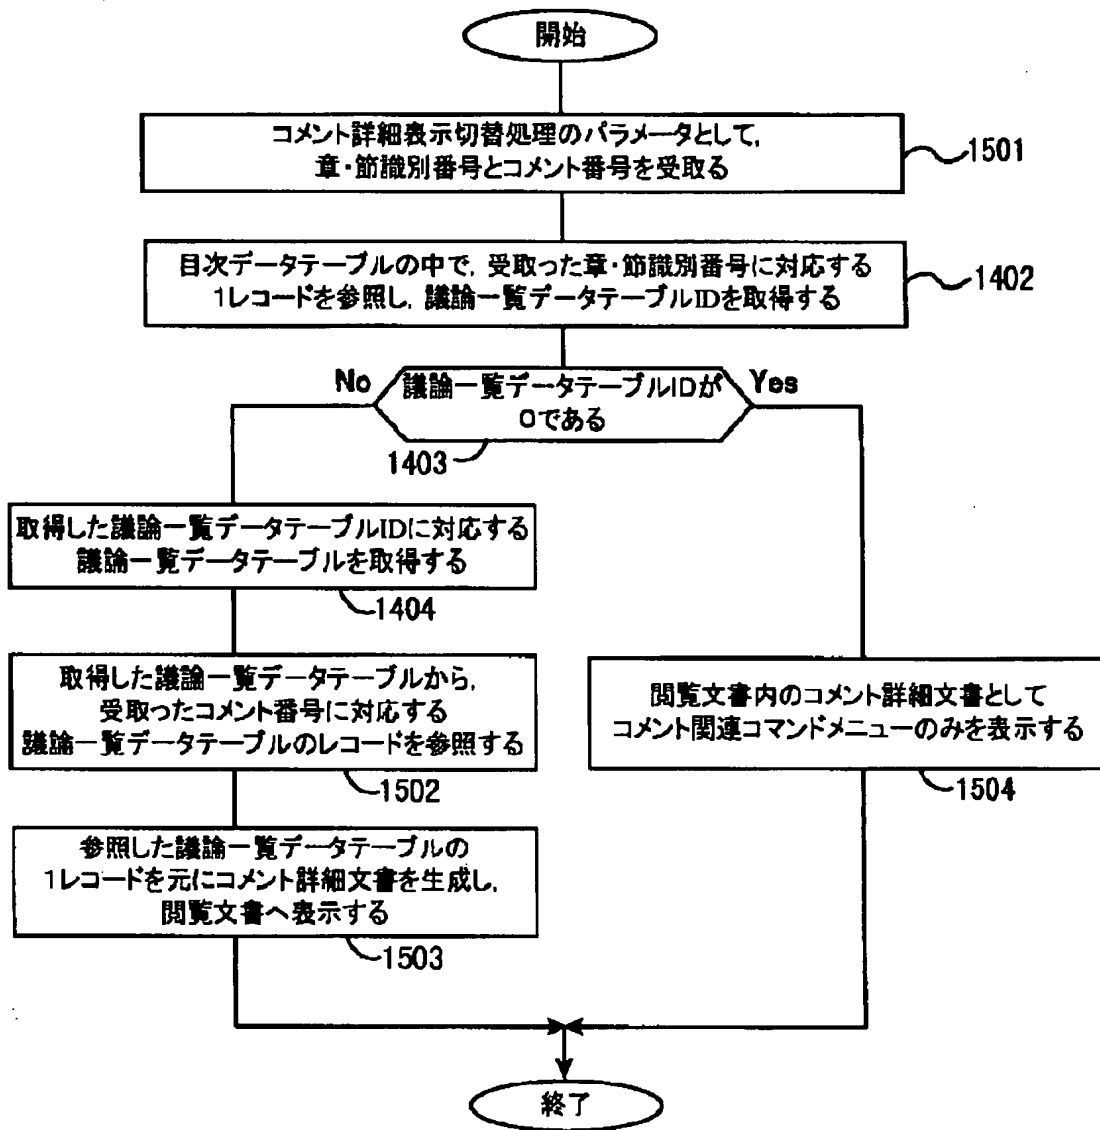 開始
コメント詳細表示切替処理のパラメータとして,
章・節識別番号とコメント番号を受取る
1501
目次データテーブルの中で, 受取った章・節識別番号に対応する
1レコードを参照し, 議論一覧データテーブルIDを取得する
1402
No
議論一覧データテーブルIDが
0である
Yes
1403
取得した議論一覧データテーブルIDに対応する
議論一覧データテーブルを取得する
1404
取得した議論一覧データテーブルから,
受取ったコメント番号に対応する
議論一覧データテーブルのレコードを参照する
1502
閲覧文書内のコメント詳細文書として
コメント関連コマンドメニューのみを表示する
1504
参照した議論一覧データテーブルの
1レコードを元にコメント詳細文書を生成し,
閲覧文書へ表示する
1503
終了